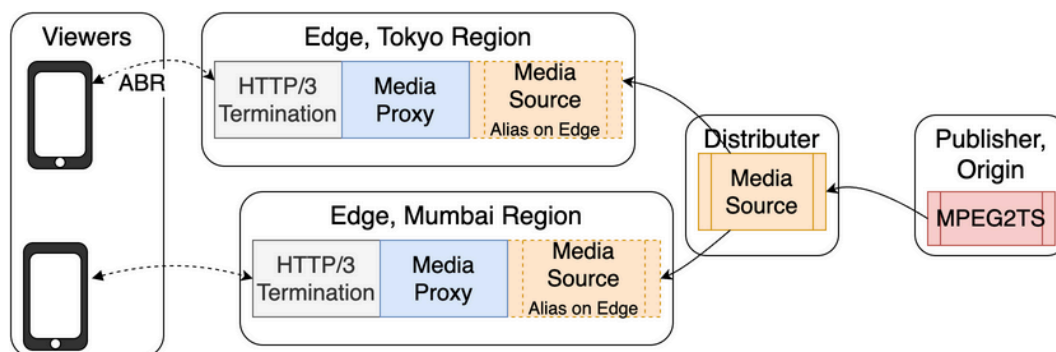 Viewers
ABR
Edge, Tokyo Region
HTTP/3
Termination
Media
Proxy
Media
Source
Alias on Edge
Edge, Mumbai Region
HTTP/3
Termination
Media
Proxy
Media
Source
Alias on Edge
Distributer
Media
Source
Publisher,
Origin
MPEG2TS